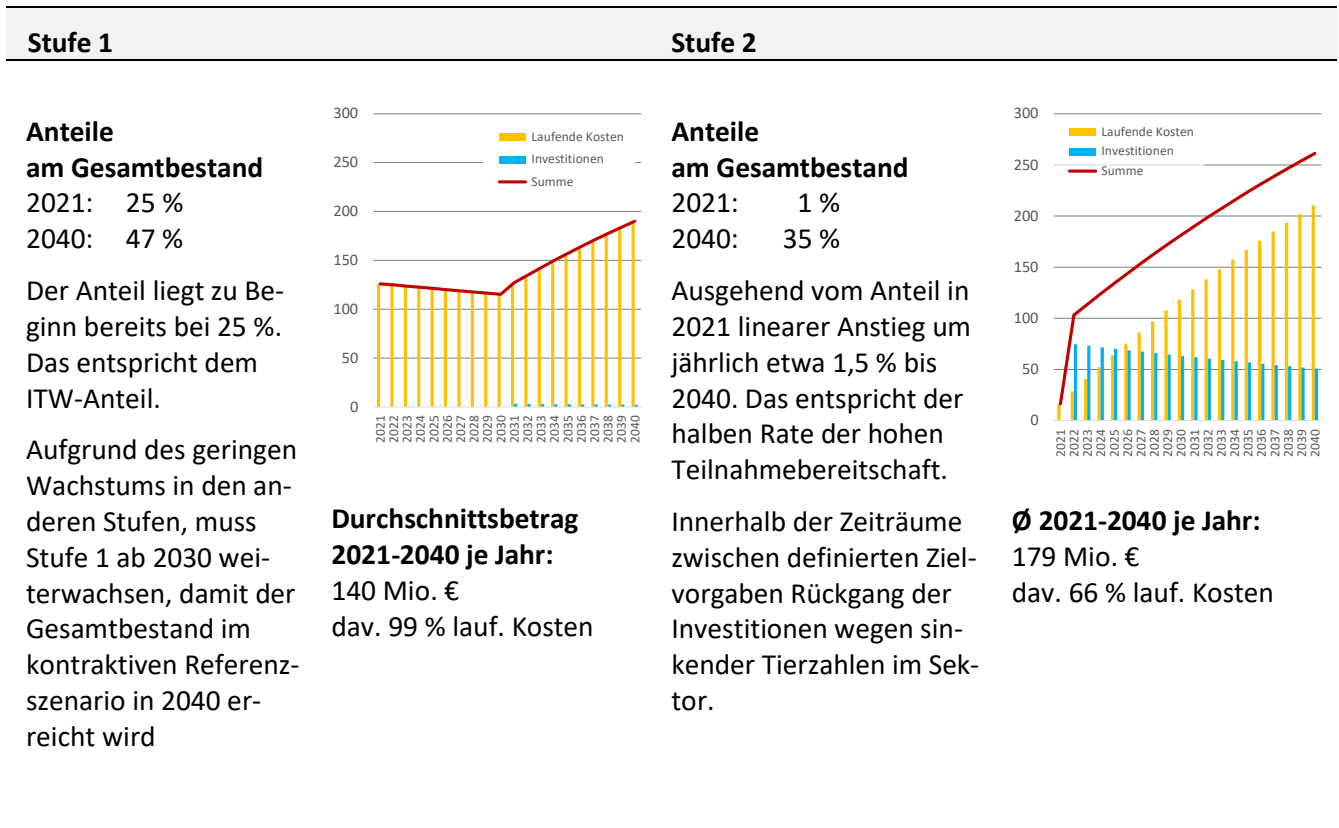 Stufe 1
Stufe 2
Anteile
am Gesamtbestand
2021: 25 %
2040: 47 %
Der Anteil liegt zu Be-
ginn bereits bei 25 %.
Das entspricht dem
ITW-Anteil.
Aufgrund des geringen
Wachstums in den an-
deren Stufen, muss
Stufe 1 ab 2030 wei-
terwachsen, damit der
Gesamtbestand im
kontraktiven Referenz-
szenario in 2040 er-
reicht wird
300
250
200
150
100
50
0
Laufende Kosten
Investitionen
Summe
2021
2022
2023
2024
2025
2026
2027
2028
2029
2030
2031
2032
2033
2034
2035
2036
2037
2038
2039
2040
Durchschnittsbetrag
2021-2040 je Jahr:
140 Mio. €
dav. 99 % lauf. Kosten
Anteile
am Gesamtbestand
2021: 1 %
2040: 35 %
Ausgehend vom Anteil in
2021 linearer Anstieg um
jährlich etwa 1,5 % bis
2040. Das entspricht der
halben Rate der hohen
Teilnahmebereitschaft.
Innerhalb der Zeiträume
zwischen definierten Ziel-
vorgaben Rückgang der
Investitionen wegen sin-
kender Tierzahlen im Sek-
tor.
300
250
200
150
100
50
0
Laufende Kosten
Investitionen
Summe
2021
2022
2023
2024
2025
2026
2027
2028
2029
2030
2031
2032
2033
2034
2035
2036
2037
2038
2039
2040
Ø 2021-2040 je Jahr:
179 Mio. €
dav. 66 % lauf. Kosten